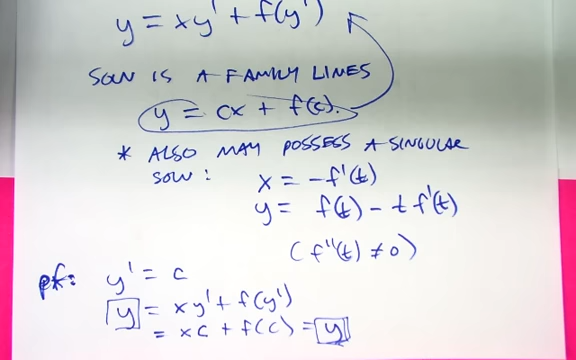 y = xy' + f(y')
SOLN IS A FAMILY LINES
y = cx + f(c).
* ALSO MAY POSSESS A SINGULAR
SOLN : x = -f'(t)
y = f(t) - t f'(t)
(f''(t) ≠ 0)
pf: y' = c
y = xy' + f(y')
= xc + f(c) = y